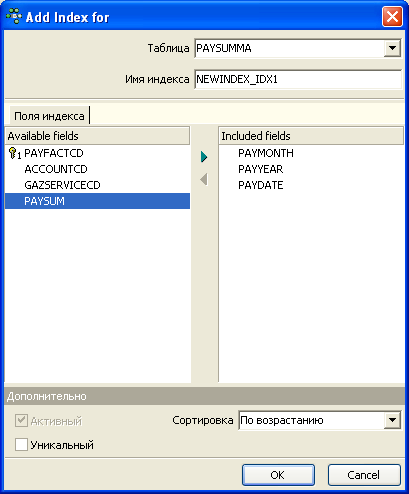 Add Index for
Таблица PAYSUMMA
Имя индекса NEWINDEX_IDX1
Поля индекса
Available fields Included fields
1 PAYFACTCD PAYMONTH
ACCOUNTCD PAYYEAR
GAZSERVICECD PAYDATE
PAYSUM
Дополнительно
Активный Сортировка По возрастанию
Уникальный
OK Cancel